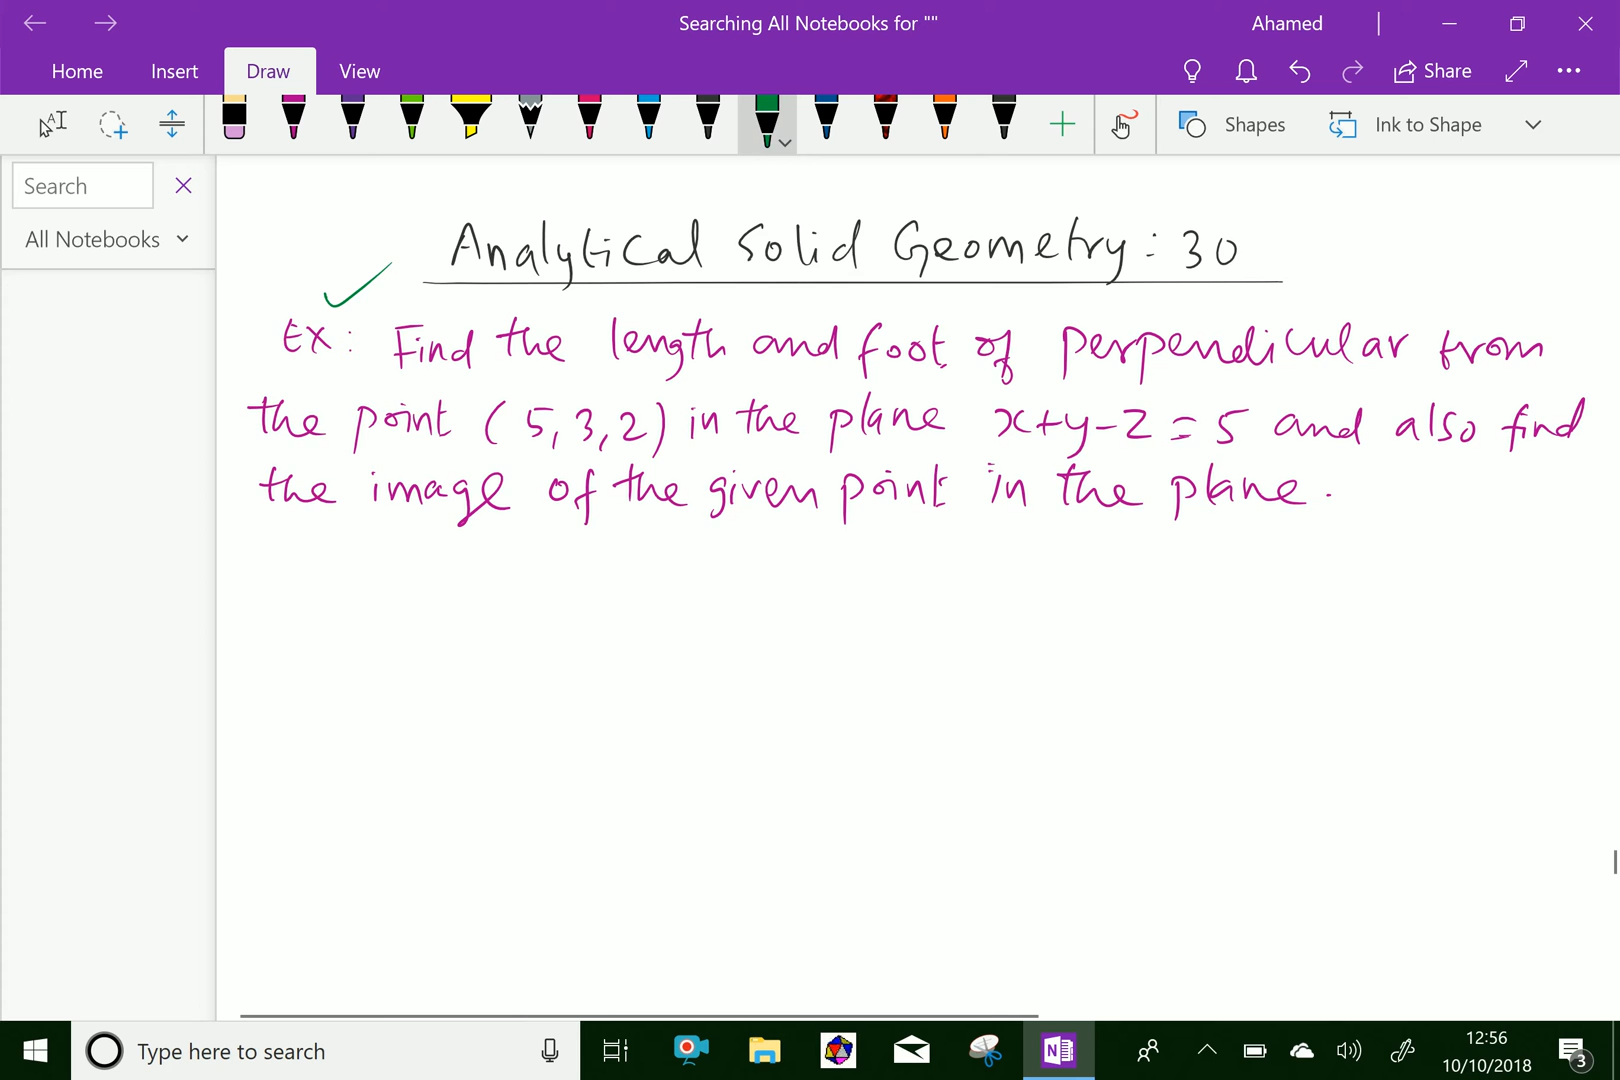 Searching All Notebooks for ""
Ahamed
Home Insert Draw View
Share
Shapes
Ink to Shape
Search
All Notebooks
Analytical Solid Geometry: 30
Ex: Find the length and foot of perpendicular from
the point (5,3,2) in the plane x+y-z=5 and also find
the image of the given point in the plane.
Type here to search
12:56
10/10/2018
3